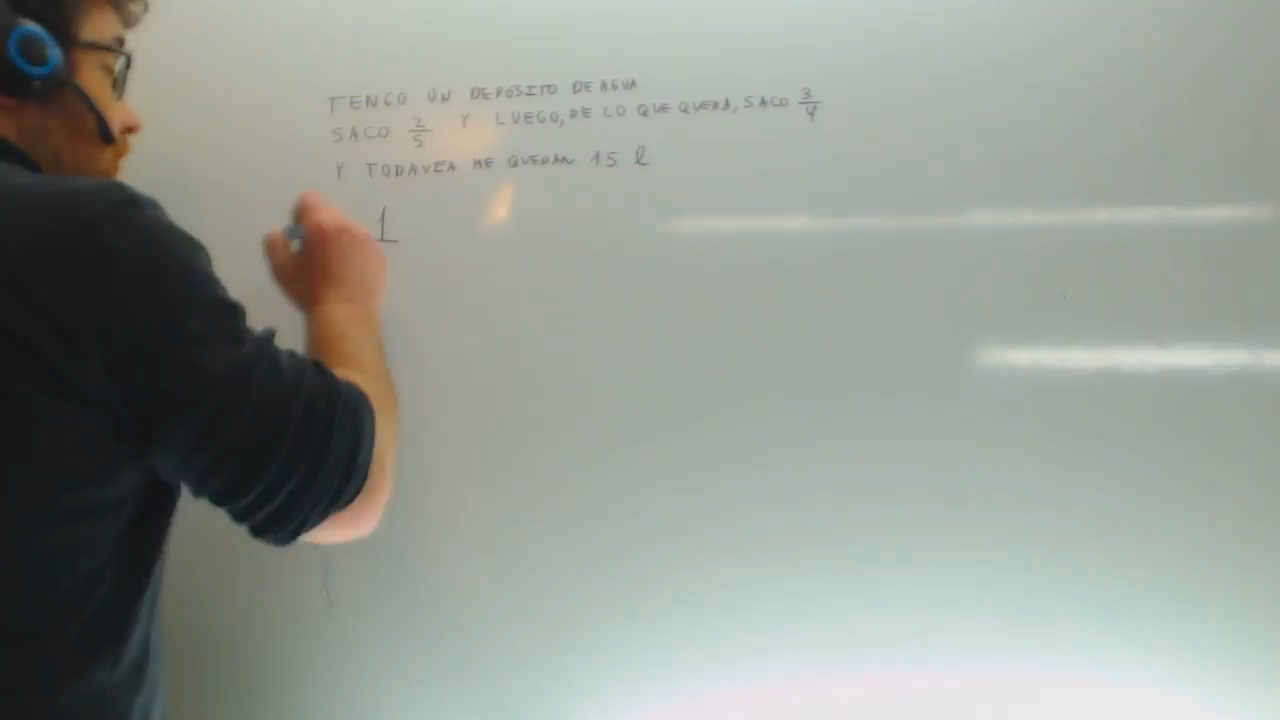 TENGO UN DEPOSITO DE AGUA
SACO 2/5 Y LUEGO, DE LO QUE QUEDA, SACO 3/4
Y TODAVIA ME QUEDAN 15 l
1